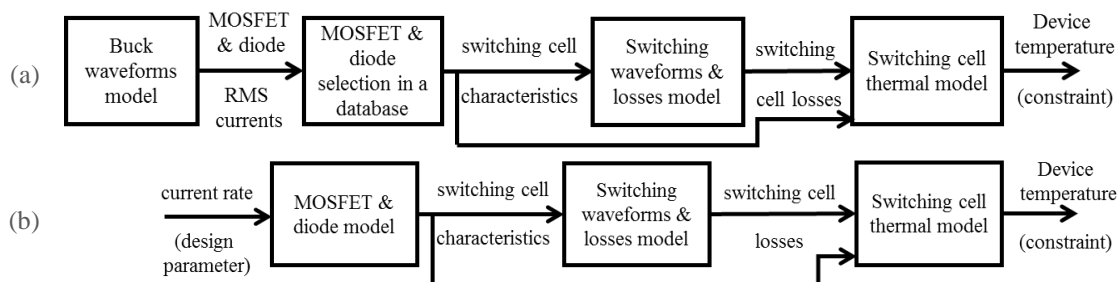 (a)
Buck
waveforms
model
MOSFET
& diode
RMS
currents
MOSFET &
diode
selection in a
database
switching cell
characteristics
Switching
waveforms &
losses model
switching
cell losses
Switching cell
thermal model
Device
temperature
(constraint)
(b)
current rate
(design
parameter)
MOSFET &
diode model
switching cell
characteristics
Switching
waveforms &
losses model
switching cell
losses
Switching cell
thermal model
Device
temperature
(constraint)